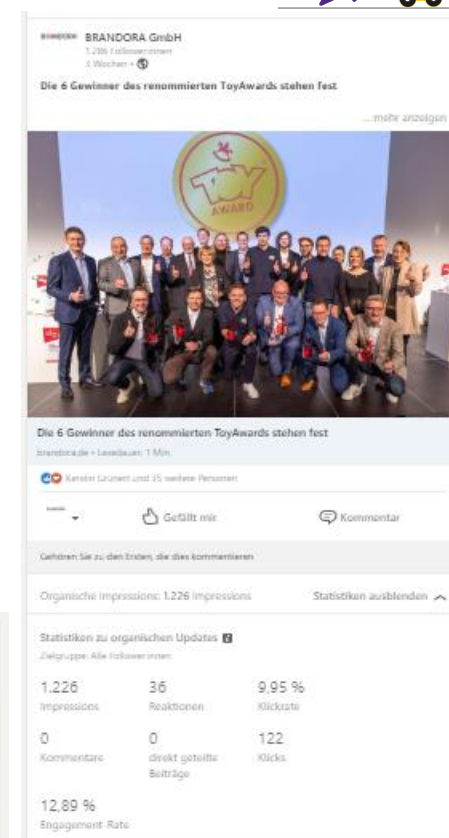 BRANDORA BRANDORA GmbH
1.286 Follower:innen
3 Wochen •
Die 6 Gewinner des renommierten ToyAwards stehen fest
... mehr anzeigen
TOY
AWARD
Die 6 Gewinner des renommierten ToyAwards stehen fest
brandora.de • Lesedauer: 1 Min.
Kerstin Grünert und 35 weitere Personen
Gefällt mir
Kommentar
Gehören Sie zu den Ersten, die dies kommentieren
Organische Impressions: 1.226 Impressions
Statistiken ausblenden
Statistiken zu organischen Updates
Zielgruppe: Alle Follower:innen
1.226 36 9,95 %
Impressions Reaktionen Klickrate
0 0 122
Kommentare direkt geteilte Klicks
Beiträge
12,89 %
Engagement-Rate